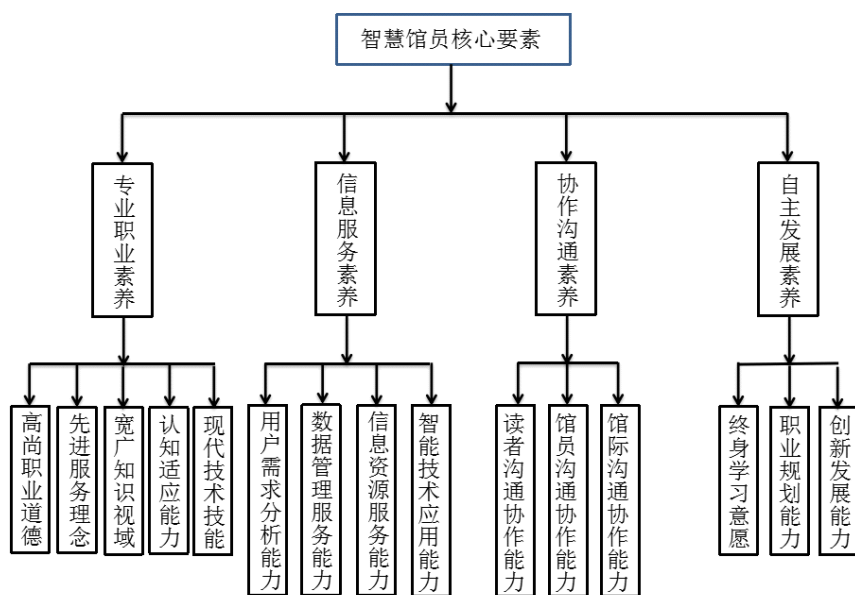 智慧馆员核心要素
专业职业素养
信息服务素养
协作沟通素养
自主发展素养
高尚职业道德
先进服务理念
宽广知识视域
认知适应能力
现代技术技能
用户需求分析能力
数据管理服务能力
信息资源服务能力
智能技术应用能力
读者沟通协作能力
馆员沟通协作能力
馆际沟通协作能力
终身学习意愿
职业规划能力
创新发展能力